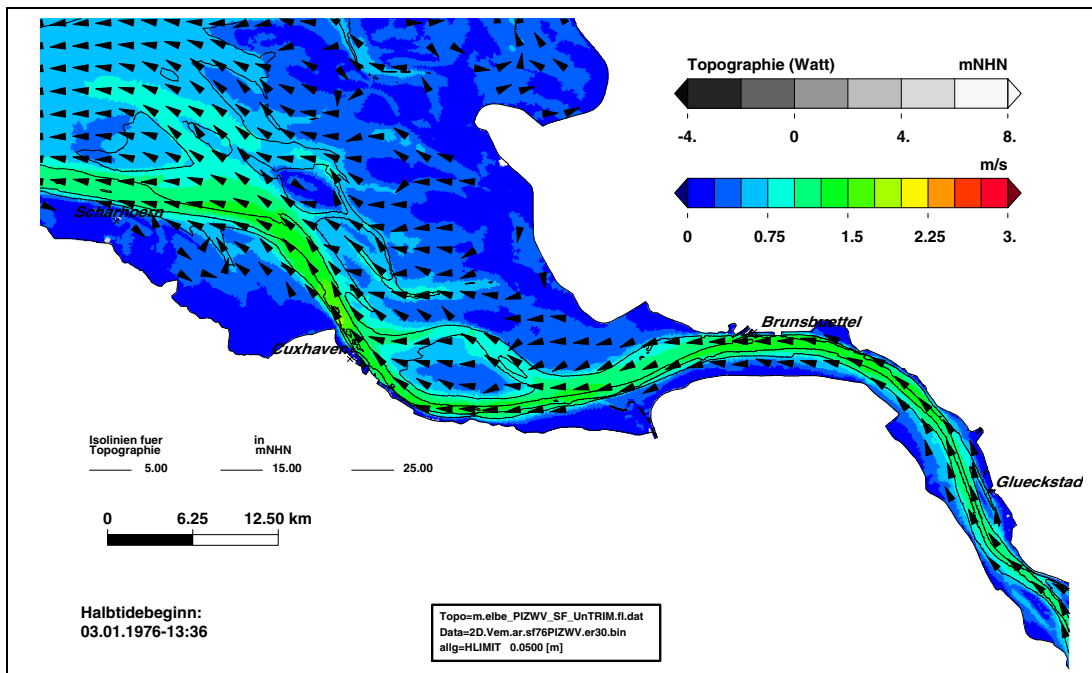 Topographie (Watt) mNHN
-4. 0 4. 8.
m/s
0 0.75 1.5 2.25 3.
Scharhoern
Brunsbuettel
Cuxhaven
Glueckstad
Isolinien fuer in
Topographie mNHN
5.00 15.00 25.00
0 6.25 12.50 km
Halbtidebeginn:
03.01.1976-13:36
Topo=m.elbe_PIZWV_SF_UnTRIM.fl.dat
Data=2D.Vem.ar.sf76PIZWV.er30.bin
allg=HLIMIT 0.0500 [m]